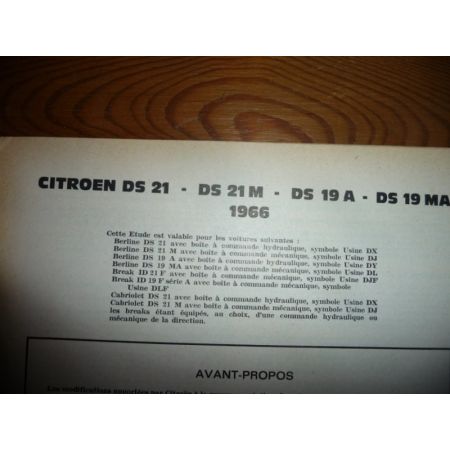 CITROEN DS 21 - DS 21 M - DS 19 A - DS 19 MA
1966
Cette Etude est valable pour les voitures suivantes :
Berline DS 21 avec boîte à commande hydraulique, symbole Usine DX
Berline DS 21 M avec boîte à commande mécanique, symbole Usine DJ
Berline DS 19 A avec boîte à commande hydraulique, symbole Usine DY
Berline DS 19 MA avec boîte à commande mécanique, symbole Usine DL
Break ID 21 F avec boîte à commande mécanique, symbole Usine DJF
Break ID 19 F série A avec boîte à commande mécanique, symbole
Usine DLF
Cabriolet DS 21 avec boîte à commande hydraulique, symbole Usine DX
Cabriolet DS 21 M avec boîte à commande mécanique, symbole Usine DJ
les breaks étant équipés, au choix, d'une commande hydraulique ou
mécanique de la direction.
AVANT-PROPOS
Les modifications apportées par Citroën à la